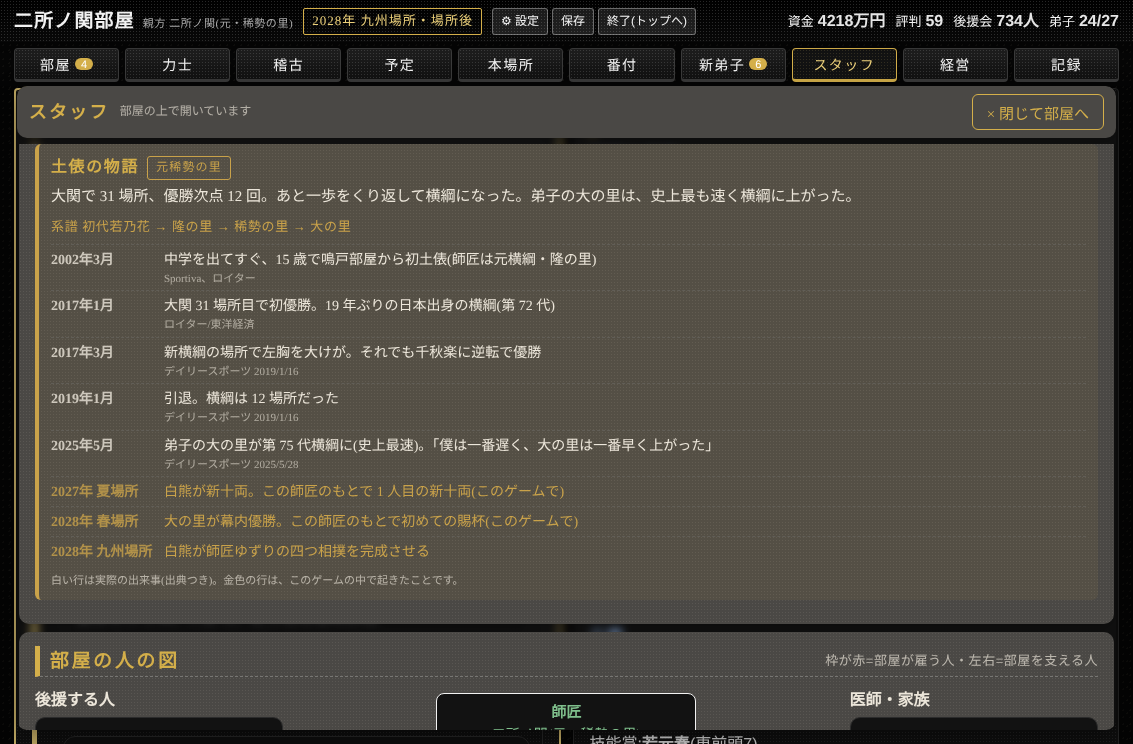 二所ノ関部屋 親方 二所ノ関(元・稀勢の里) 2028年 九州場所・場所後 ⚙ 設定 保存 終了(トップへ) 資金 4218万円 評判 59 後援会 734人 弟子 24/27
部屋 4 力士 稽古 予定 本場所 番付 新弟子 6 スタッフ 経営 記録
スタッフ 部屋の上で開いています × 閉じて部屋へ
土俵の物語 元稀勢の里
大関で 31 場所、優勝次点 12 回。あと一歩をくり返して横綱になった。弟子の大の里は、史上最も速く横綱に上がった。
系譜 初代若乃花 → 隆の里 → 稀勢の里 → 大の里
2002年3月 中学を出てすぐ、15 歳で鳴戸部屋から初土俵(師匠は元横綱・隆の里)
Sportiva、ロイター
2017年1月 大関 31 場所目で初優勝。19 年ぶりの日本出身の横綱(第 72 代)
ロイター/東洋経済
2017年3月 新横綱の場所で左胸を大けが。それでも千秋楽に逆転で優勝
デイリースポーツ 2019/1/16
2019年1月 引退。横綱は 12 場所だった
デイリースポーツ 2019/1/16
2025年5月 弟子の大の里が第 75 代横綱に(史上最速)。「僕は一番遅く、大の里は一番早く上がった」
デイリースポーツ 2025/5/28
2027年 夏場所 白熊が新十両。この師匠のもとで 1 人目の新十両(このゲームで)
2028年 春場所 大の里が幕内優勝。この師匠のもとで初めての賜杯(このゲームで)
2028年 九州場所 白熊が師匠ゆずりの四つ相撲を完成させる
白い行は実際の出来事(出典つき)。金色の行は、このゲームの中で起きたことです。
部屋の人の図 枠が赤=部屋が雇う人・左右=部屋を支える人
後援する人 師匠 医師・家族
技能賞:若元春(東前頭7)